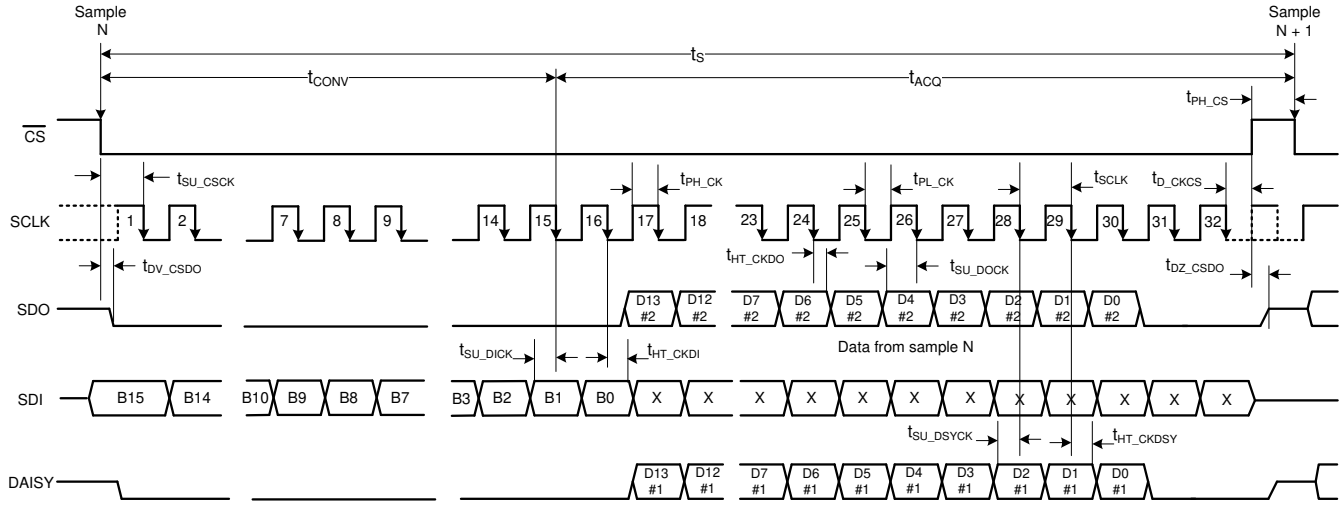 Sample
N
Sample
N + 1
tS
tCONV
tACQ
tPH_CS
CS
tSU_CSCK
tPH_CK
tPL_CK
tSCLK
tD_CKCS
SCLK
1 2 7 8 9 14 15 16 17 18 23 24 25 26 27 28 29 30 31 32
tDV_CSDO
tHT_CKDO
tSU_DOCK
tDZ_CSDO
SDO
D13 D12 D7 D6 D5 D4 D3 D2 D1 D0
#2 #2 #2 #2 #2 #2 #2 #2 #2 #2
Data from sample N
tSU_DICK
tHT_CKDI
SDI
B15 B14 B10 B9 B8 B7 B3 B2 B1 B0 X X X X X X X X X X X X
tSU_DSYCK
tHT_CKDSY
DAISY
D13 D12 D7 D6 D5 D4 D3 D2 D1 D0
#1 #1 #1 #1 #1 #1 #1 #1 #1 #1